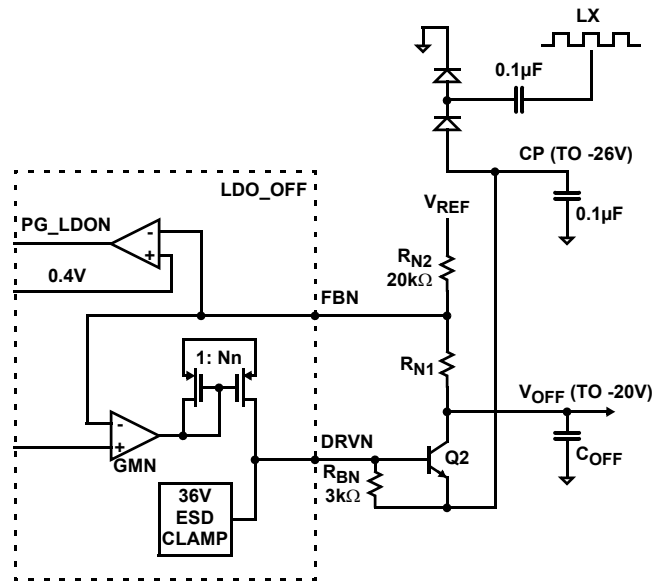 LX
0.1µF
CP (TO -26V)
LDO_OFF
0.1µF
PG_LDON
-
+
VREF
0.4V
RN2
20kΩ
FBN
1: Nn
RN1
VOFF (TO -20V)
-
+
GMN
DRVN
Q2
COFF
RBN
3kΩ
36V
ESD
CLAMP